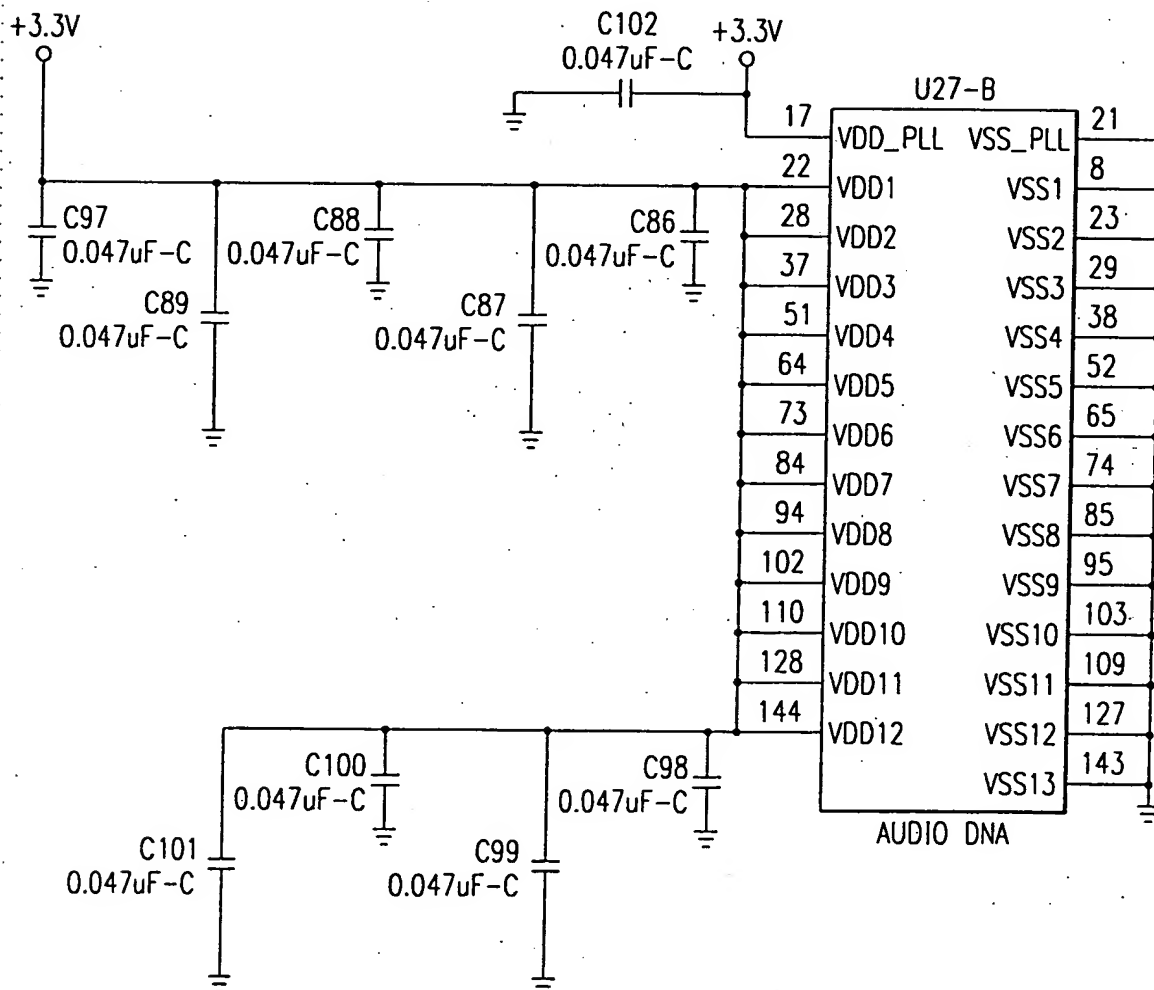 +3.3V
C102
0.047uF-C
+3.3V
U27-B
17
VDD_PLL
VSS_PLL
21
22
VDD1
VSS1
8
28
VDD2
VSS2
23
37
VDD3
VSS3
29
51
VDD4
VSS4
38
64
VDD5
VSS5
52
73
VDD6
VSS6
65
84
VDD7
VSS7
74
94
VDD8
VSS8
85
102
VDD9
VSS9
95
110
VDD10
VSS10
103
128
VDD11
VSS11
109
144
VDD12
VSS12
127
VSS13
143
AUDIO DNA
C97
0.047uF-C
C89
0.047uF-C
C88
0.047uF-C
C87
0.047uF-C
C86
0.047uF-C
C101
0.047uF-C
C100
0.047uF-C
C99
0.047uF-C
C98
0.047uF-C